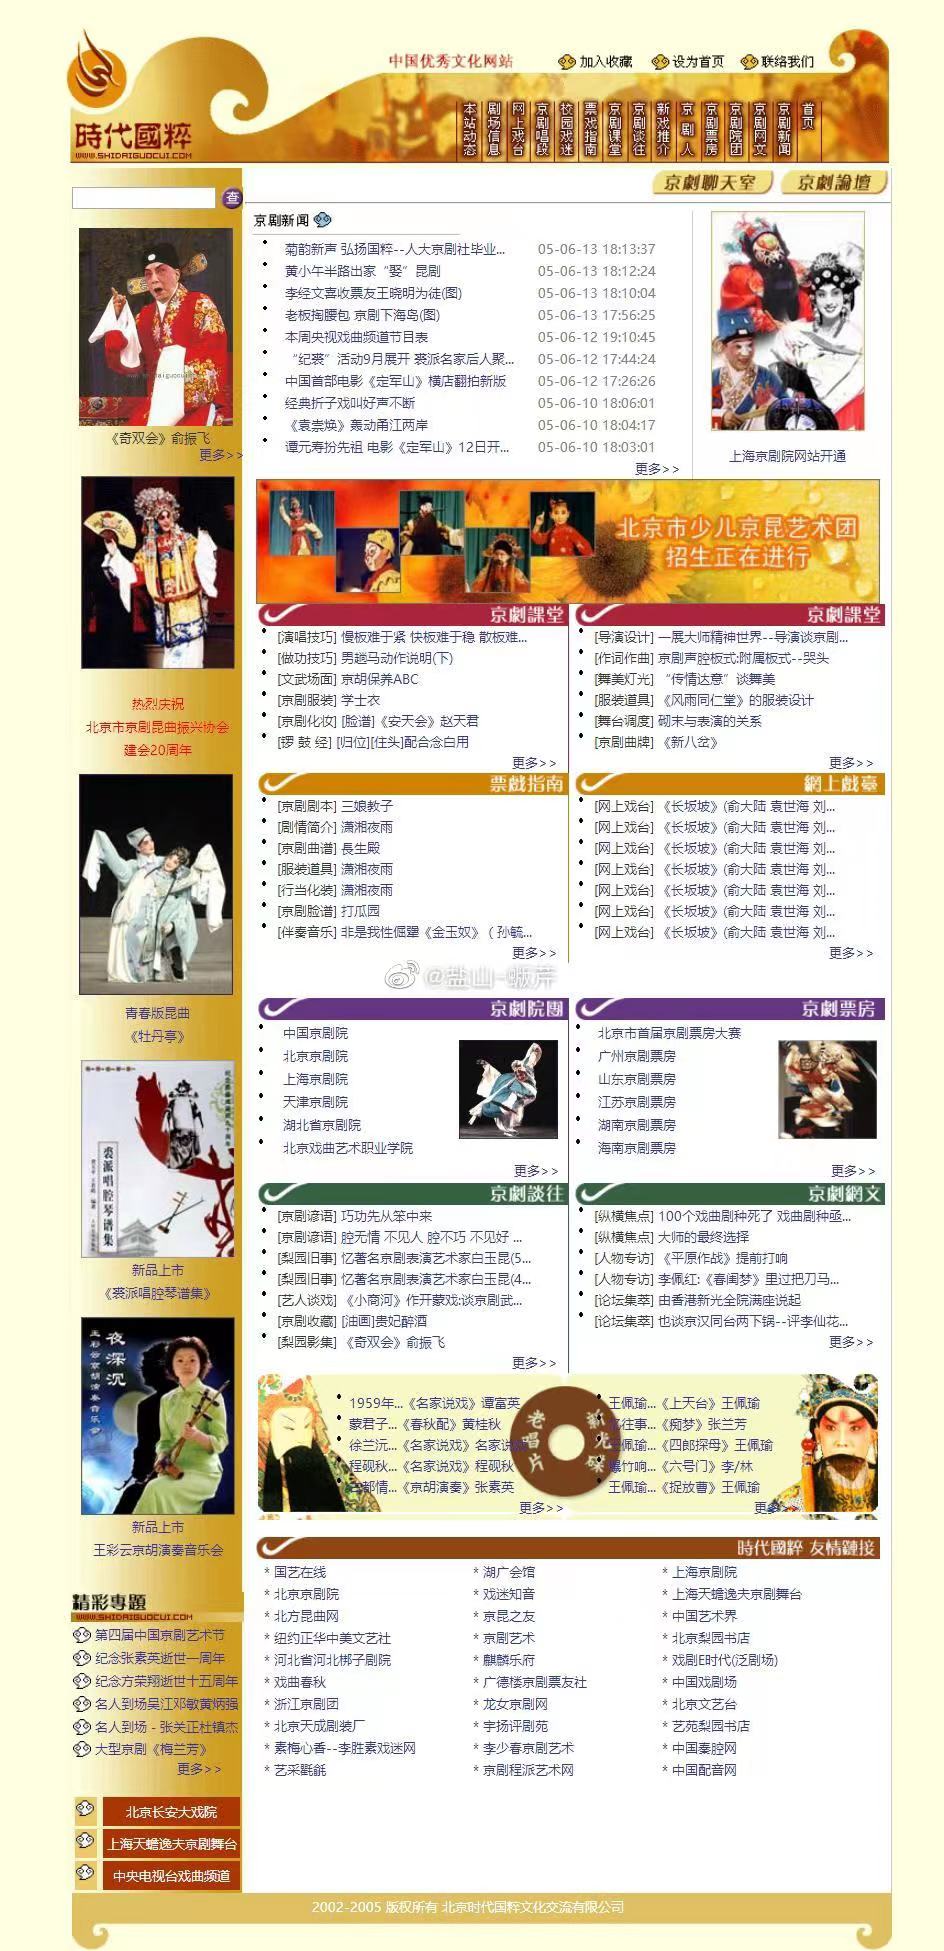 中国优秀文化网站
加入收藏 设为首页 联络我们
時代國粹
WWW.SHIDAIGUOCUI.COM
本站动态 剧场信息 网上戏台 京剧唱段 校园戏迷 票戏指南 京剧课堂 京剧谈往 新戏推介 京剧人 京剧票房 京剧院团 京剧网文 京剧新闻 首页
京劇聊天室 京劇論壇
查
《奇双会》俞振飞
更多>>
热烈庆祝
北京市京剧昆曲振兴协会
建会20周年
青春版昆曲
《牡丹亭》
裘派唱腔琴谱集
新品上市
《裘派唱腔琴谱集》
夜深沉
王彩云京胡演奏音乐会
新品上市
王彩云京胡演奏音乐会
精彩專題
WWW.SHIDAIGUOCUI.COM
第四届中国京剧艺术节
纪念张素英逝世一周年
纪念方荣翔逝世十五周年
名人到场吴江邓敏黄炳强
名人到场 - 张关正杜镇杰
大型京剧《梅兰芳》
更多>>
北京长安大戏院
上海天蟾逸夫京剧舞台
中央电视台戏曲频道
京剧新闻
菊韵新声 弘扬国粹--人大京剧社毕业... 05-06-13 18:13:37
黄小午半路出家“娶”昆剧 05-06-13 18:12:24
李经文喜收票友王晓明为徒(图) 05-06-13 18:10:04
老板掏腰包 京剧下海岛(图) 05-06-13 17:56:25
本周央视戏曲频道节目表 05-06-12 19:10:45
“纪裘”活动9月展开 裘派名家后人聚... 05-06-12 17:44:24
中国首部电影《定军山》横店翻拍新版 05-06-12 17:26:26
经典折子戏叫好声不断 05-06-10 18:06:01
《袁崇焕》轰动甬江两岸 05-06-10 18:04:17
谭元寿扮先祖 电影《定军山》12日开... 05-06-10 18:03:01
更多>>
上海京剧院网站开通
北京市少儿京昆艺术团
招生正在进行
京劇課堂
[演唱技巧] 慢板难于紧 快板难于稳 散板难...
[做功技巧] 男趟马动作说明(下)
[文武场面] 京胡保养ABC
[京剧服装] 学士衣
[京剧化妆] [脸谱]《安天会》赵天君
[锣 鼓 经] [归位][住头]配合念白用
更多>>
京劇課堂
[导演设计] 一展大师精神世界--导演谈京剧...
[作词作曲] 京剧声腔板式:附属板式--哭头
[舞美灯光] “传情达意”谈舞美
[服装道具] 《风雨同仁堂》的服装设计
[舞台调度] 砌末与表演的关系
[京剧曲牌] 《新八岔》
更多>>
票戲指南
[京剧剧本] 三娘教子
[剧情简介] 潇湘夜雨
[京剧曲谱] 長生殿
[服装道具] 潇湘夜雨
[行当化装] 潇湘夜雨
[京剧脸谱] 打瓜园
[伴奏音乐] 非是我性倔犟《金玉奴》 ( 孙毓...
更多>>
網上戲臺
[网上戏台] 《长坂坡》(俞大陆 袁世海 刘...
[网上戏台] 《长坂坡》(俞大陆 袁世海 刘...
[网上戏台] 《长坂坡》(俞大陆 袁世海 刘...
[网上戏台] 《长坂坡》(俞大陆 袁世海 刘...
[网上戏台] 《长坂坡》(俞大陆 袁世海 刘...
[网上戏台] 《长坂坡》(俞大陆 袁世海 刘...
[网上戏台] 《长坂坡》(俞大陆 袁世海 刘...
更多>>
京劇院團
中国京剧院
北京京剧院
上海京剧院
天津京剧院
湖北省京剧院
北京戏曲艺术职业学院
更多>>
京劇票房
北京市首届京剧票房大赛
广州京剧票房
山东京剧票房
江苏京剧票房
湖南京剧票房
海南京剧票房
更多>>
京劇談往
[京剧谚语] 巧功先从笨中来
[京剧谚语] 腔无情 不见人 腔不巧 不见好 ...
[梨园旧事] 忆著名京剧表演艺术家白玉昆(5...
[梨园旧事] 忆著名京剧表演艺术家白玉昆(4...
[艺人谈戏] 《小商河》作开蒙戏:谈京剧武...
[京剧收藏] [油画]贵妃醉酒
[梨园影集] 《奇双会》俞振飞
更多>>
京劇網文
[纵横焦点] 100个戏曲剧种死了 戏曲剧种亟...
[纵横焦点] 大师的最终选择
[人物专访] 《平原作战》提前打响
[人物专访] 李佩红:《春闺梦》里过把刀马...
[论坛集萃] 由香港新光全院满座说起
[论坛集萃] 也谈京汉同台两下锅--评李仙花...
更多>>
老唱片
1959年...《名家说戏》谭富英
蒙君子...《春秋配》黄桂秋
徐兰沅...《名家说戏》名家说
程砚秋...《名家说戏》程砚秋
都情...《京胡演奏》张素英
更多>>
王佩瑜...《上天台》王佩瑜
忆往事...《痴梦》张兰芳
王佩瑜...《四郎探母》王佩瑜
爆竹响...《六号门》李/林
王佩瑜...《捉放曹》王佩瑜
更多>>
時代國粹 友情鏈接
* 国艺在线 * 湖广会馆 * 上海京剧院
* 北京京剧院 * 戏迷知音 * 上海天蟾逸夫京剧舞台
* 北方昆曲网 * 京昆之友 * 中国艺术界
* 纽约正华中美文艺社 * 京剧艺术 * 北京梨园书店
* 河北省河北梆子剧院 * 麒麟乐府 * 戏剧E时代(泛剧场)
* 戏曲春秋 * 广德楼京剧票友社 * 中国戏剧场
* 浙江京剧团 * 龙女京剧网 * 北京文艺台
* 北京天成剧装厂 * 宇扬评剧苑 * 艺苑梨园书店
* 素梅心香--李胜素戏迷网 * 李少春京剧艺术 * 中国秦腔网
* 艺采氍毹 * 京剧程派艺术网 * 中国配音网
2002-2005 版权所有 北京时代国粹文化交流有限公司